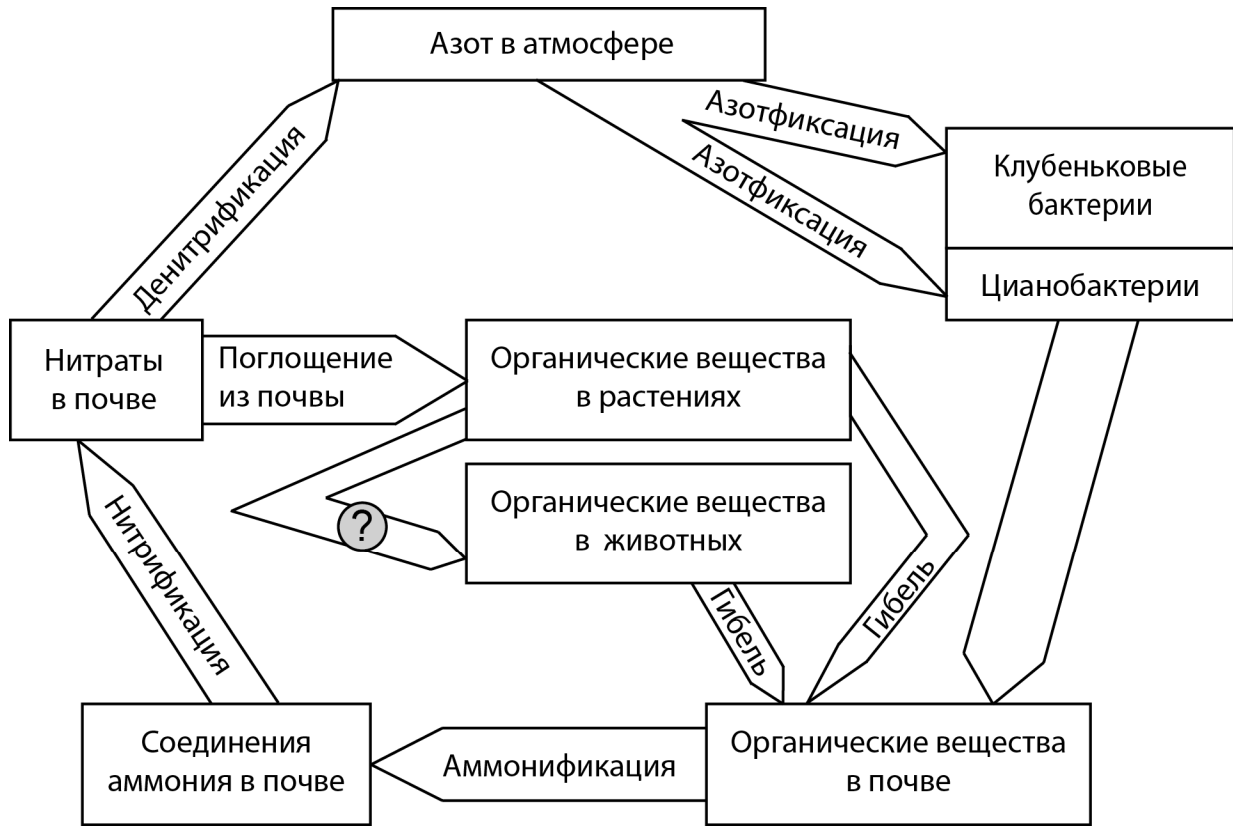 Азот в атмосфере
Азотфиксация
Азотфиксация
Клубеньковые
бактерии
Цианобактерии
Денитрификация
Нитраты
в почве
Поглощение
из почвы
Органические вещества
в растениях
Органические вещества
в животных
?
Гибель
Гибель
Нитрификация
Соединения
аммония в почве
Аммонификация
Органические вещества
в почве